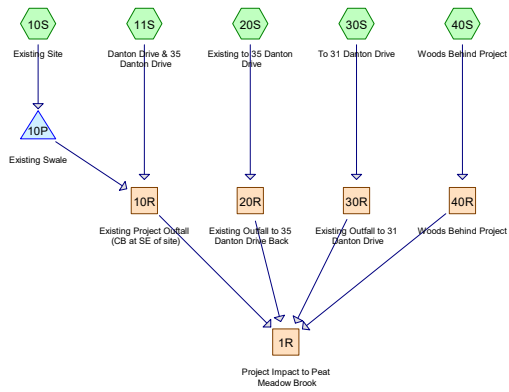 10S
11S
20S
30S
40S
Existing Site
Danton Drive & 35
Danton Drive
Existing to 35 Danton
Drive
To 31 Danton Drive
Woods Behind Project
10P
Existing Swale
10R
20R
30R
40R
Existing Project Outfall
(CB at SE of site)
Existing Outfall to 35
Danton Drive Back
Existing Outfall to 31
Danton Drive
Woods Behind Project
1R
Project Impact to Peat
Meadow Brook